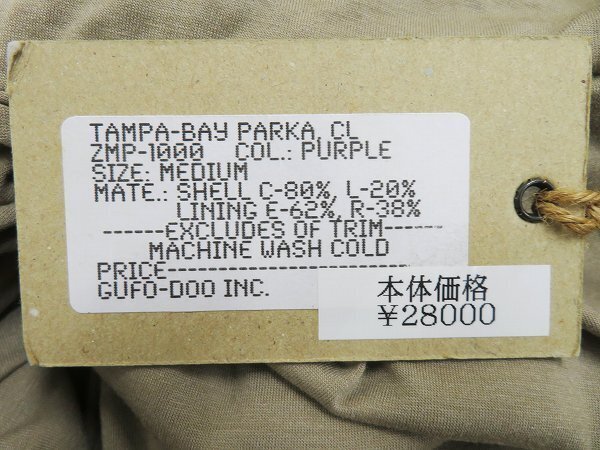 TAMPA-BAY PARKA, CL
ZMP-1000 COL.: PURPLE
SIZE: MEDIUM
MATE.: SHELL C-80%, L-20%
LINING E-62%, R-38%
------EXCLUDES OF TRIM------
MACHINE WASH COLD
PRICE----------------------
GUFO-DOO INC.
本体価格
¥28000